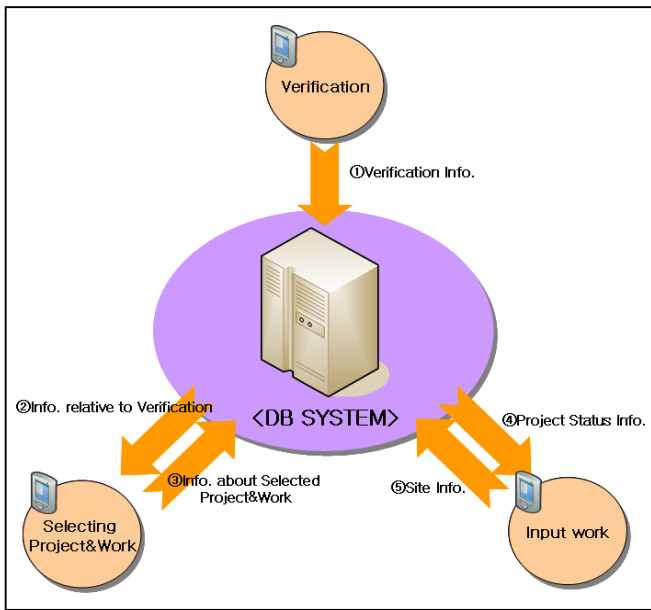 Verification
①Verification Info.
②Info. relative to Verification
<DB SYSTEM>
④Project Status Info.
③Info. about Selected
Project&Work
⑤Site Info.
Selecting
Project&Work
Input work